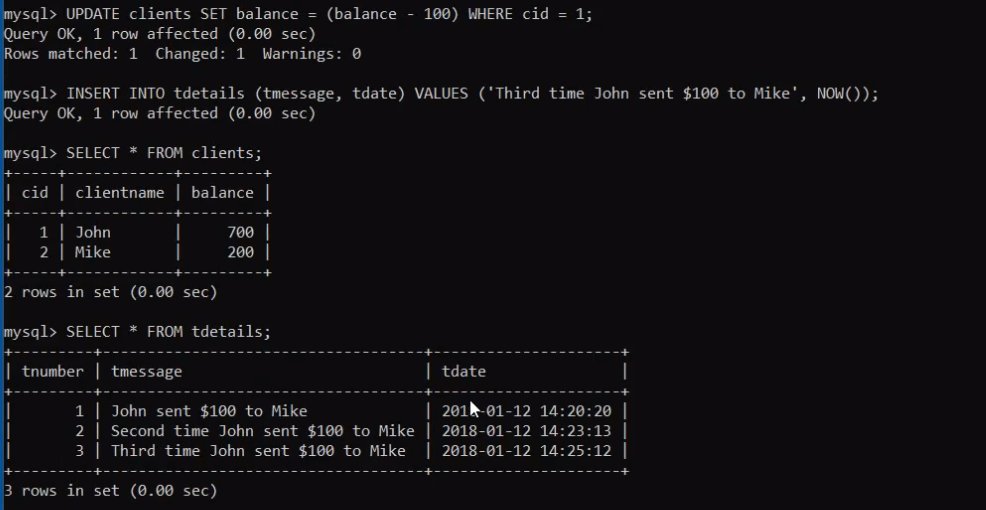 mysql> UPDATE clients SET balance = (balance - 100) WHERE cid = 1;
Query OK, 1 row affected (0.00 sec)
Rows matched: 1  Changed: 1  Warnings: 0
mysql> INSERT INTO tdetails (tmessage, tdate) VALUES ('Third time John sent $100 to Mike', NOW());
Query OK, 1 row affected (0.00 sec)
mysql> SELECT * FROM clients;
+-----+------------+---------+
| cid | clientname | balance |
+-----+------------+---------+
|   1 | John       |     700 |
|   2 | Mike       |     200 |
+-----+------------+---------+
2 rows in set (0.00 sec)
mysql> SELECT * FROM tdetails;
+---------+------------------------------------+---------------------+
| tnumber | tmessage                           | tdate               |
+---------+------------------------------------+---------------------+
|       1 | John sent $100 to Mike             | 2018-01-12 14:20:20 |
|       2 | Second time John sent $100 to Mike | 2018-01-12 14:23:13 |
|       3 | Third time John sent $100 to Mike  | 2018-01-12 14:25:12 |
+---------+------------------------------------+---------------------+
3 rows in set (0.00 sec)